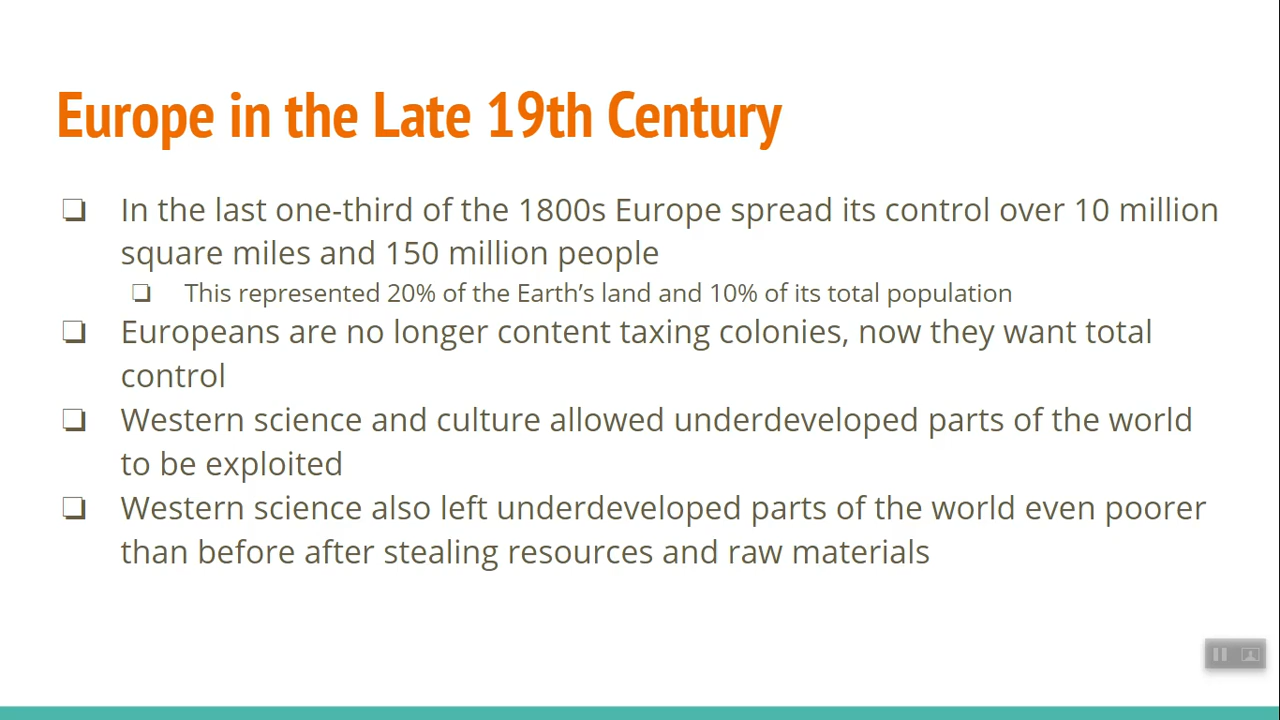 Europe in the Late 19th Century
❏ In the last one-third of the 1800s Europe spread its control over 10 million
square miles and 150 million people
❏ This represented 20% of the Earth’s land and 10% of its total population
❏ Europeans are no longer content taxing colonies, now they want total
control
❏ Western science and culture allowed underdeveloped parts of the world
to be exploited
❏ Western science also left underdeveloped parts of the world even poorer
than before after stealing resources and raw materials